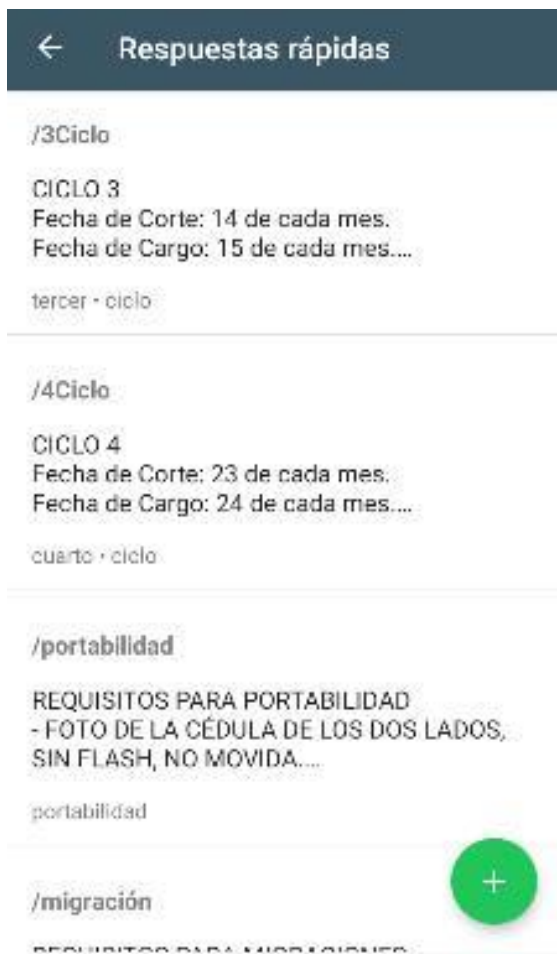 Respuestas rápidas
/3Ciclo
CICLO 3
Fecha de Corte: 14 de cada mes.
Fecha de Cargo: 15 de cada mes....
tercer • ciclo
/4Ciclo
CICLO 4
Fecha de Corte: 23 de cada mes.
Fecha de Cargo: 24 de cada mes....
cuarto • ciclo
/portabilidad
REQUISITOS PARA PORTABILIDAD
- FOTO DE LA CÉDULA DE LOS DOS LADOS,
SIN FLASH, NO MOVIDA....
portabilidad
/migración
REQUISITOS PARA MIGRACIONES